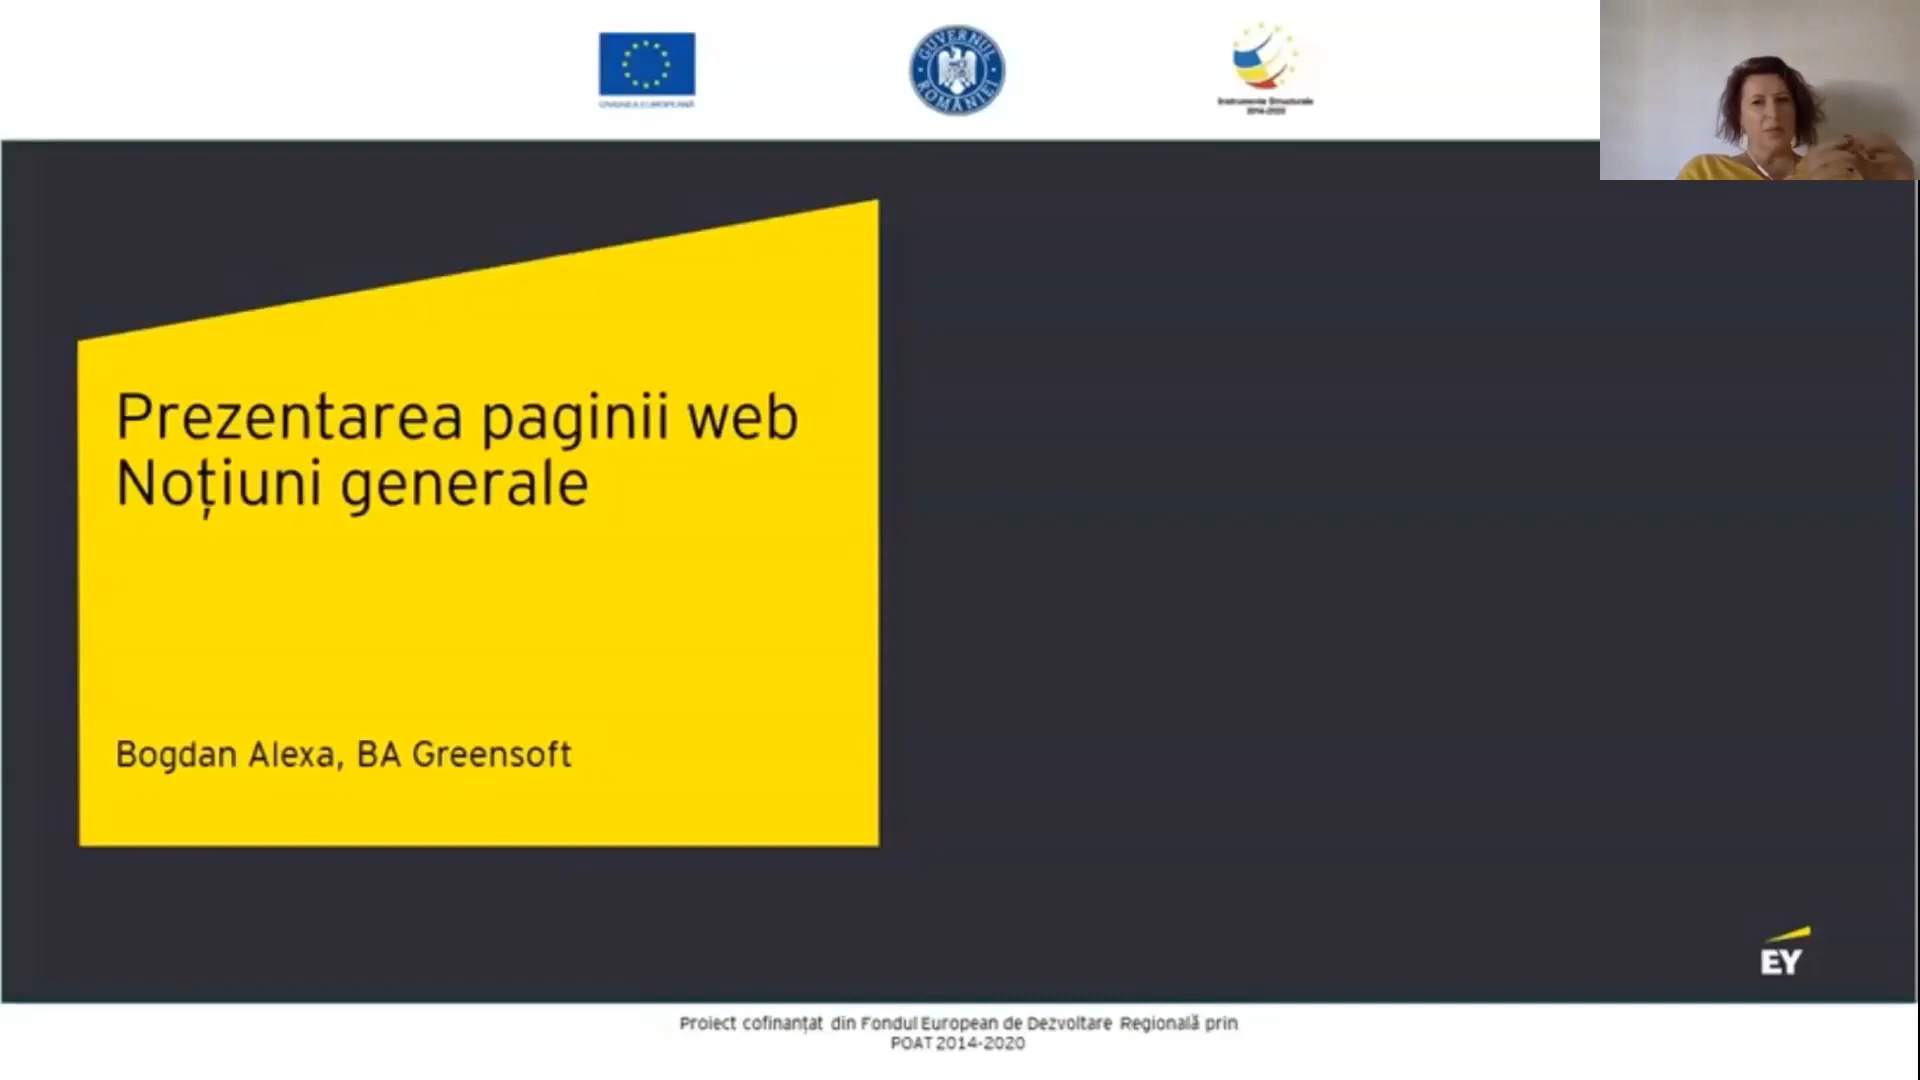 UNIUNEA EUROPEANĂ
GUVERNUL ROMÂNIEI
Instrumente Structurale
2014-2020
Prezentarea paginii web
Noțiuni generale
Bogdan Alexa, BA Greensoft
EY
Proiect cofinanțat din Fondul European de Dezvoltare Regională prin
POAT 2014-2020